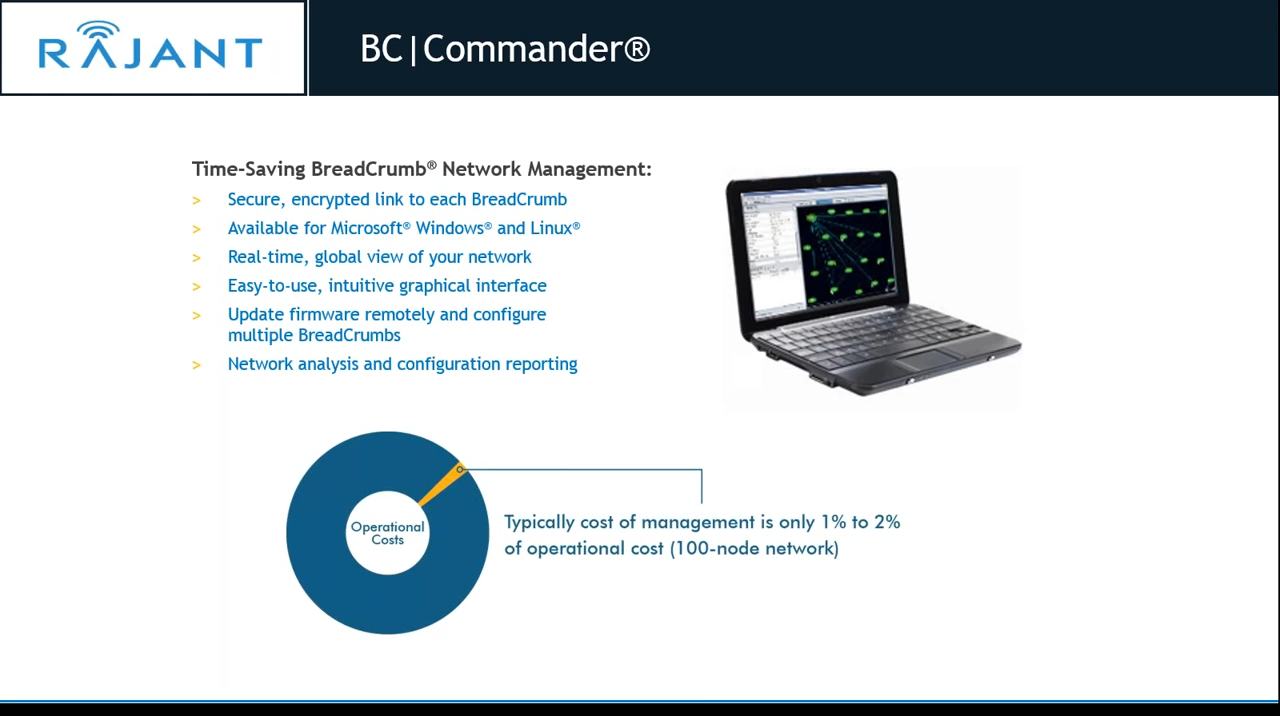 RAJANT
BC|Commander®
Time-Saving BreadCrumb® Network Management:
> Secure, encrypted link to each BreadCrumb
> Available for Microsoft® Windows® and Linux®
> Real-time, global view of your network
> Easy-to-use, intuitive graphical interface
> Update firmware remotely and configure
multiple BreadCrumbs
> Network analysis and configuration reporting
Operational
Costs
Typically cost of management is only 1% to 2%
of operational cost (100-node network)